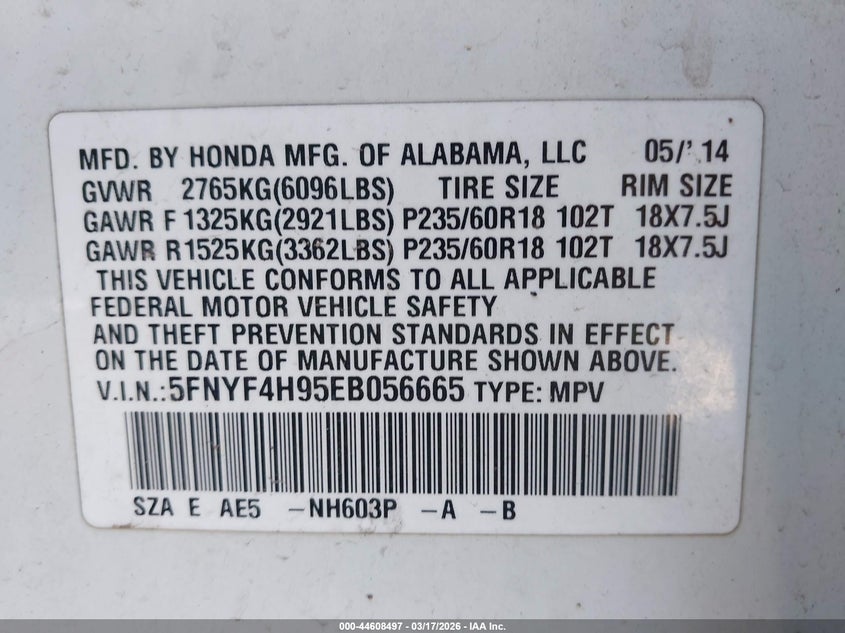 MFD. BY HONDA MFG. OF ALABAMA, LLC 05/'14
GVWR 2765KG(6096LBS) TIRE SIZE RIM SIZE
GAWR F 1325KG(2921LBS) P235/60R18 102T 18X7.5J
GAWR R1525KG(3362LBS) P235/60R18 102T 18X7.5J
THIS VEHICLE CONFORMS TO ALL APPLICABLE
FEDERAL MOTOR VEHICLE SAFETY
AND THEFT PREVENTION STANDARDS IN EFFECT
ON THE DATE OF MANUFACTURE SHOWN ABOVE.
V.I.N.:5FNYF4H95EB056665 TYPE: MPV
SZA E AE5 -NH603P -A -B
000-44608497 - 03/17/2026 - IAA Inc.